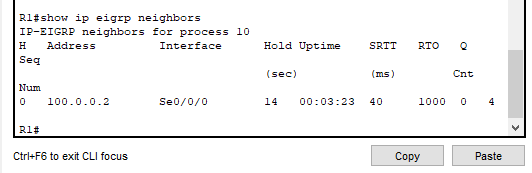 R1#show ip eigrp neighbors
IP-EIGRP neighbors for process 10
H   Address         Interface      Hold Uptime    SRTT   RTO   Q
Seq
                                   (sec)          (ms)        Cnt
Num
0   100.0.0.2       Se0/0/0        14   00:03:23  40     1000  0   4
R1#
Ctrl+F6 to exit CLI focus
Copy
Paste